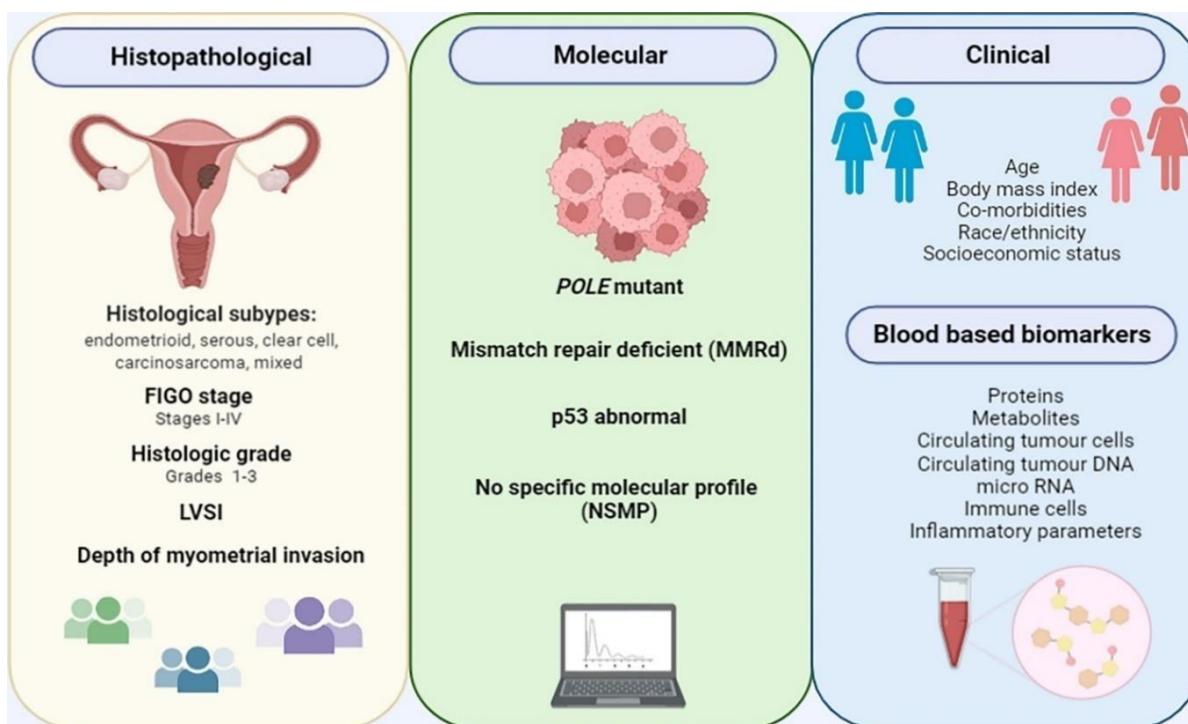 Histopathological
Histological subypes:
endometrioid, serous, clear cell,
carcinosarcoma, mixed
FIGO stage
Stages I-IV
Histologic grade
Grades 1-3
LVSI
Depth of myometrial invasion
Molecular
POLE mutant
Mismatch repair deficient (MMRd)
p53 abnormal
No specific molecular profile
(NSMP)
Clinical
Age
Body mass index
Co-morbidities
Race/ethnicity
Socioeconomic status
Blood based biomarkers
Proteins
Metabolites
Circulating tumour cells
Circulating tumour DNA
micro RNA
Immune cells
Inflammatory parameters